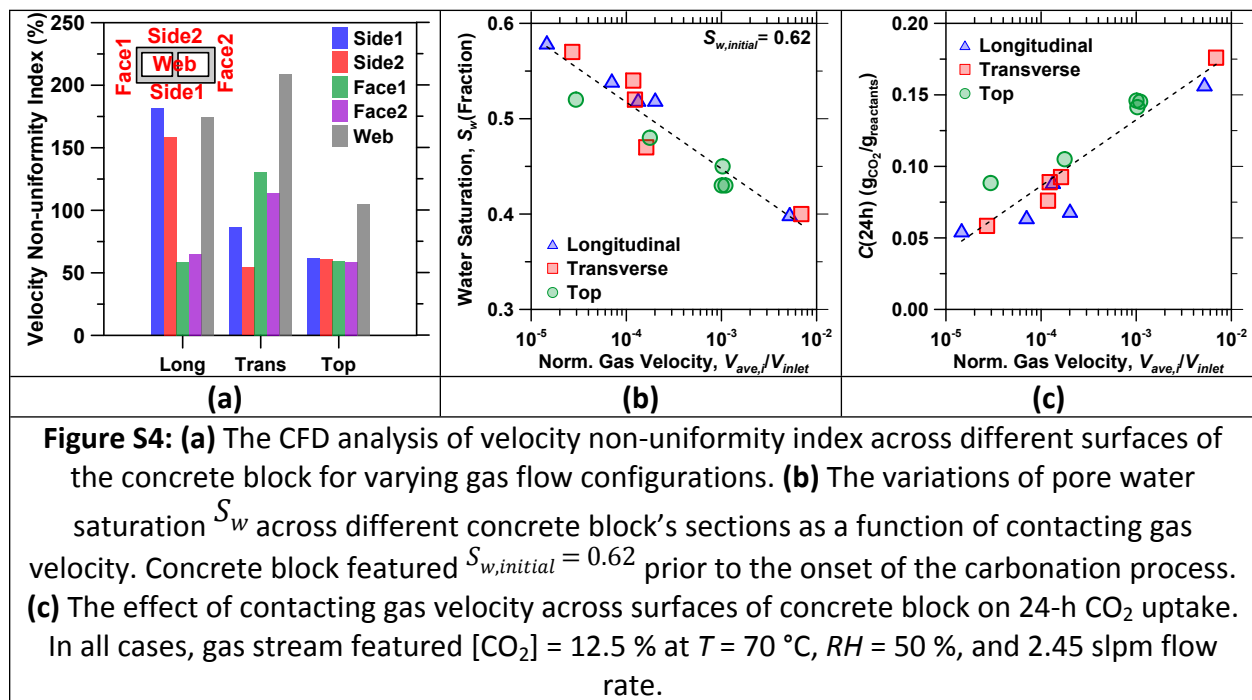 Velocity Non-uniformity Index (%)
250
200
150
100
50
0
Face1
Side2
Web
Side1
Face2
Side1
Side2
Face1
Face2
Web
Long Trans Top
Water Saturation, S_w(Fraction)
0.6
0.5
0.4
0.3
S_w,initial = 0.62
Longitudinal
Transverse
Top
10^-5 10^-4 10^-3 10^-2
Norm. Gas Velocity, V_ave,i/V_inlet
C(24h) (g_CO2/g_reactants)
0.20
0.15
0.10
0.05
0.00
Longitudinal
Transverse
Top
10^-5 10^-4 10^-3 10^-2
Norm. Gas Velocity, V_ave,i/V_inlet
(a) (b) (c)
Figure S4: (a) The CFD analysis of velocity non-uniformity index across different surfaces of
the concrete block for varying gas flow configurations. (b) The variations of pore water
saturation S_w across different concrete block's sections as a function of contacting gas
velocity. Concrete block featured S_w,initial = 0.62 prior to the onset of the carbonation process.
(c) The effect of contacting gas velocity across surfaces of concrete block on 24-h CO₂ uptake.
In all cases, gas stream featured [CO₂] = 12.5 % at T = 70 °C, RH = 50 %, and 2.45 slpm flow
rate.